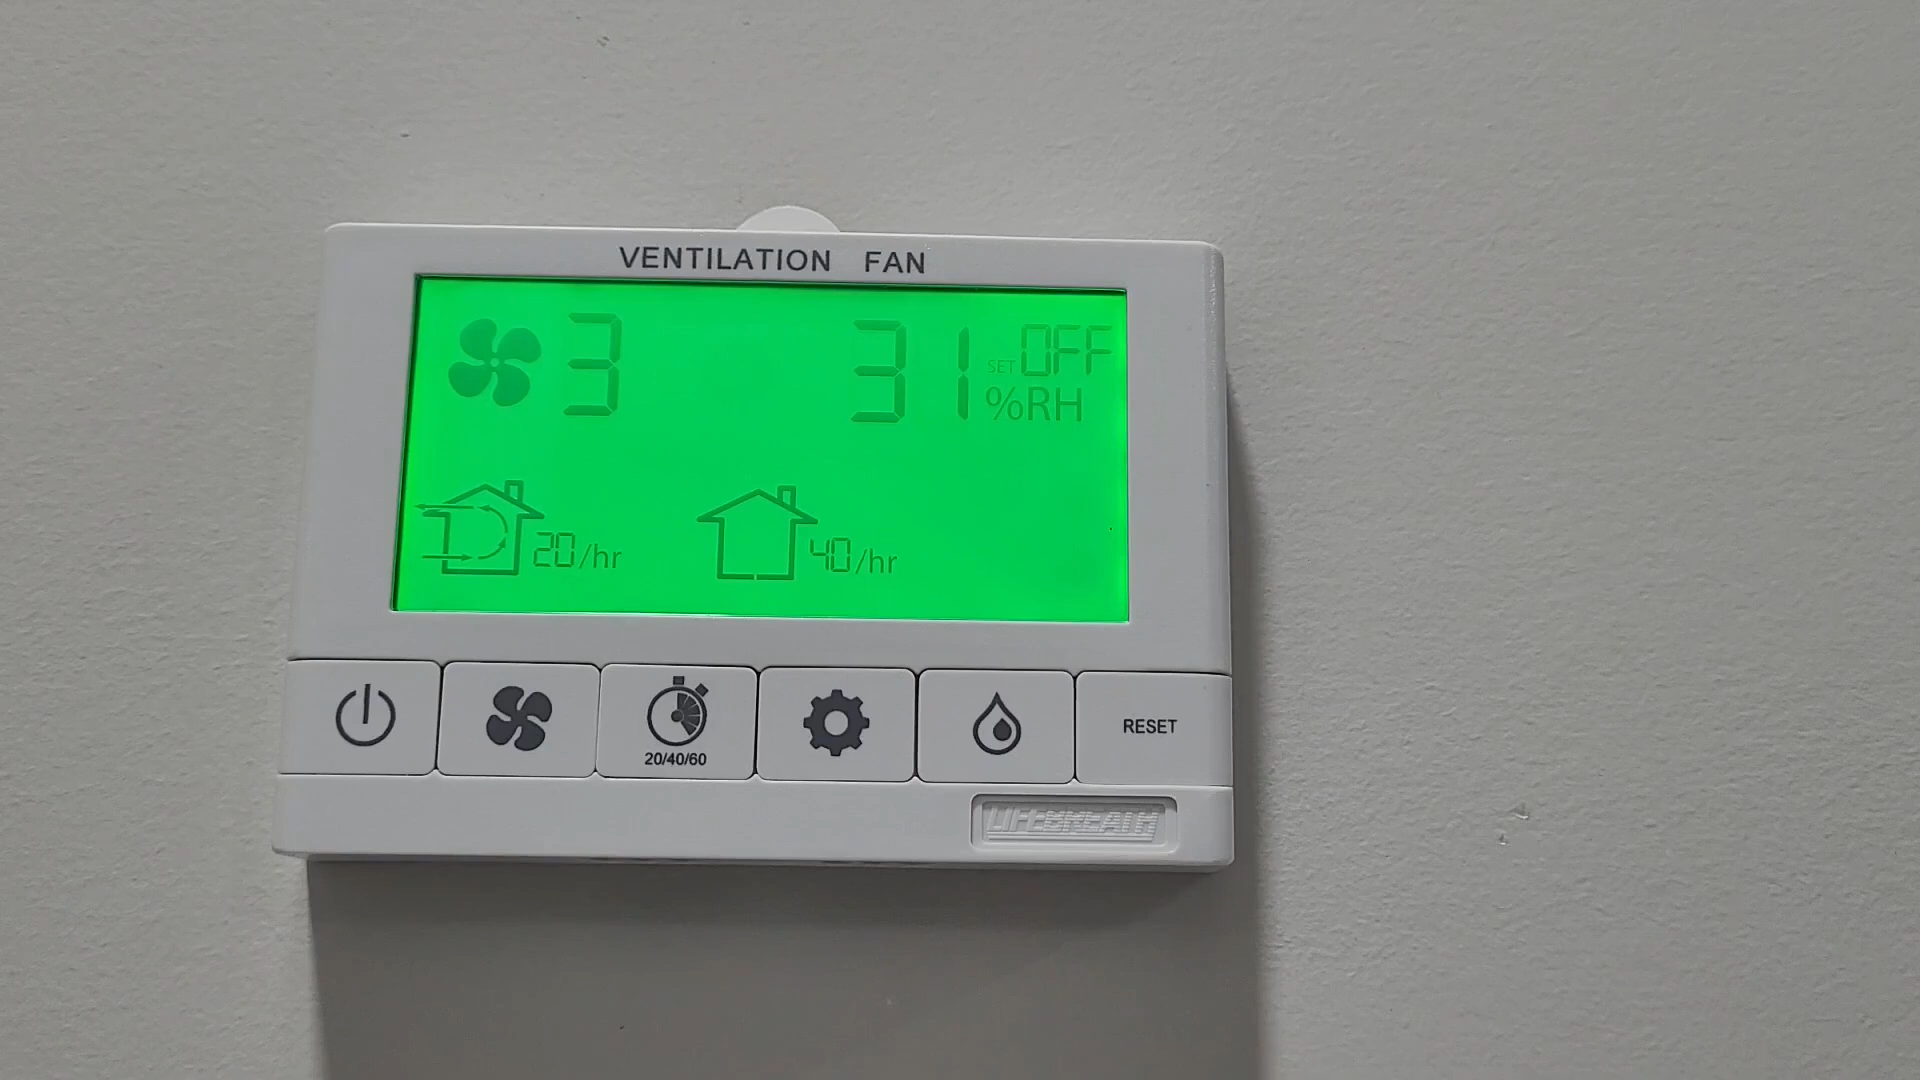 VENTILATION FAN
3 31 SET OFF
%RH
20/hr 40/hr
20/40/60
RESET
LIFEBREATH